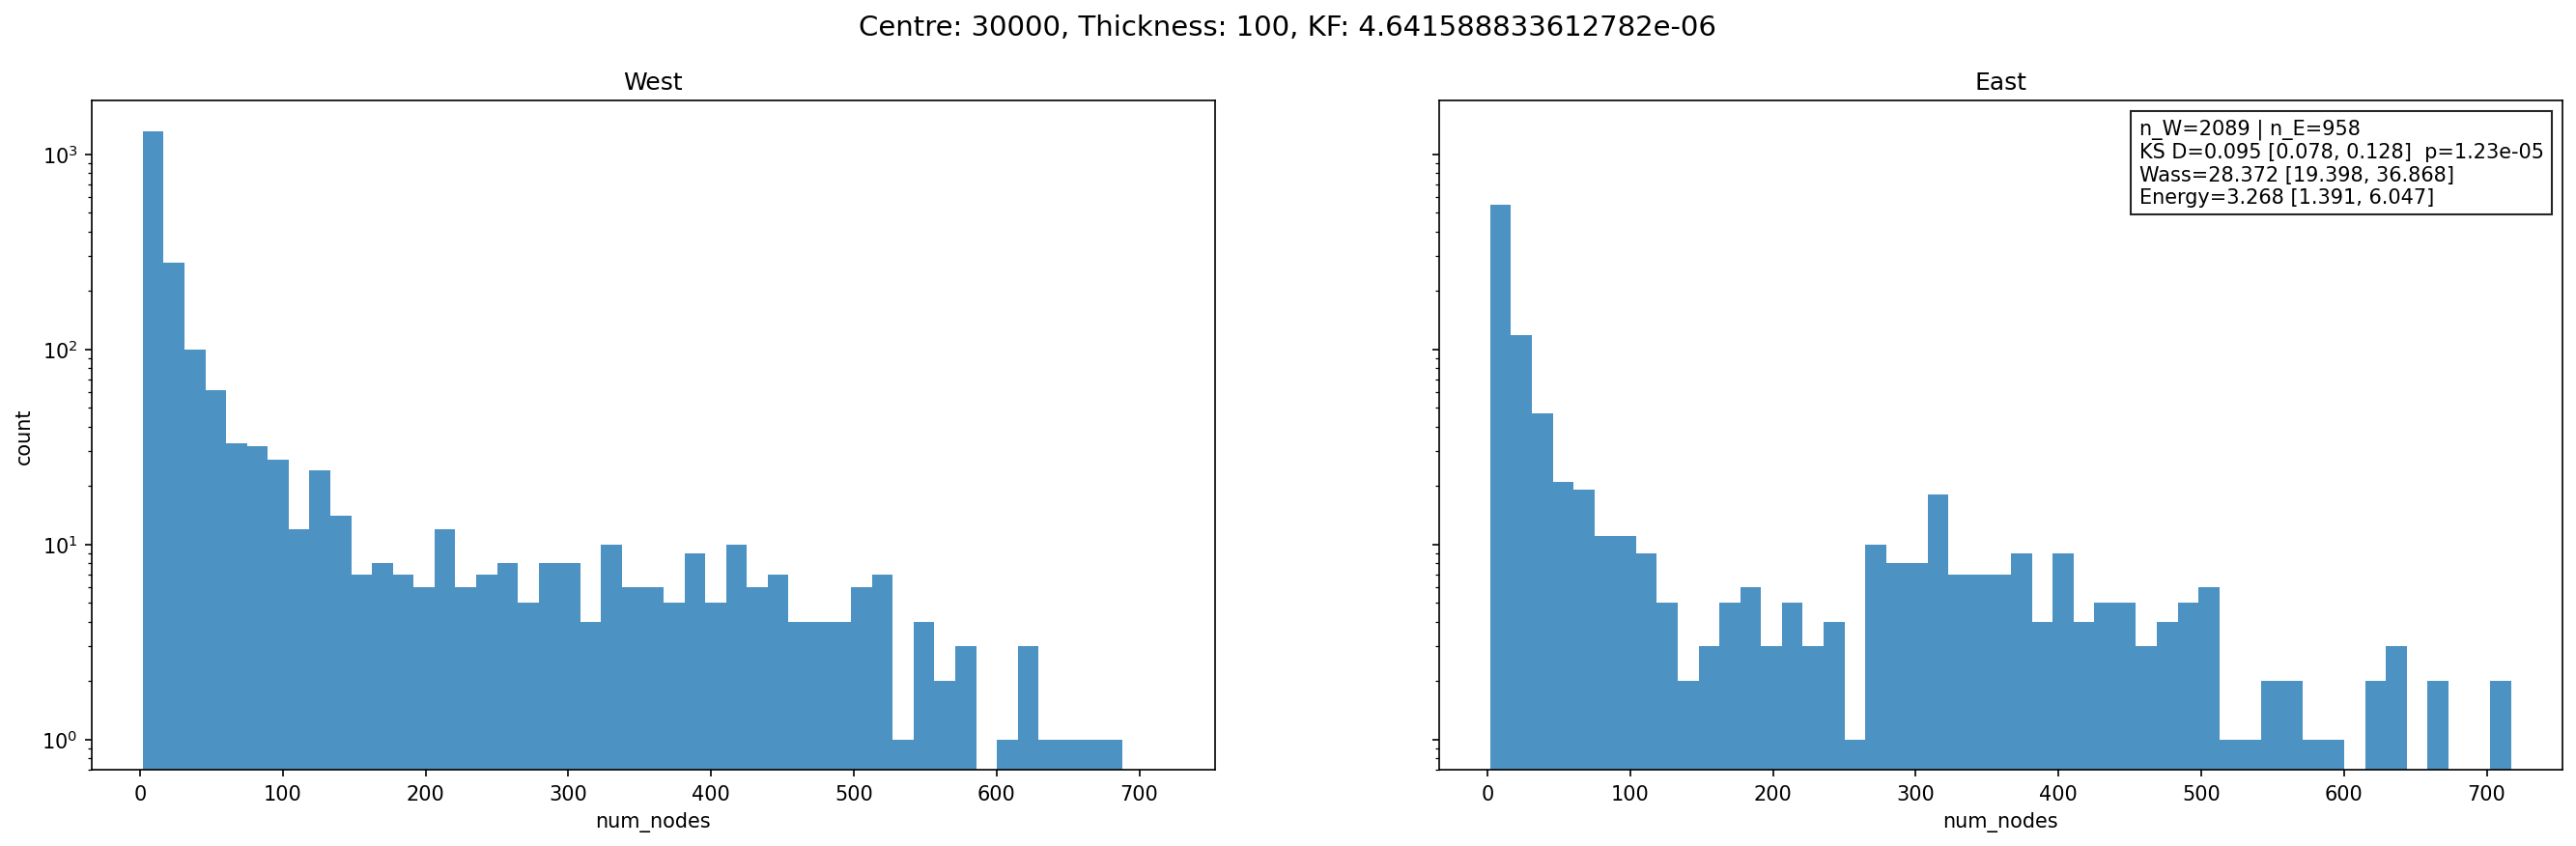 Centre: 30000, Thickness: 100, KF: 4.641588833612782e-06
West
East
n_W=2089 | n_E=958
KS D=0.095 [0.078, 0.128]  p=1.23e-05
Wass=28.372 [19.398, 36.868]
Energy=3.268 [1.391, 6.047]
10³
10²
10¹
10⁰
count
0 100 200 300 400 500 600 700
num_nodes
0 100 200 300 400 500 600 700
num_nodes